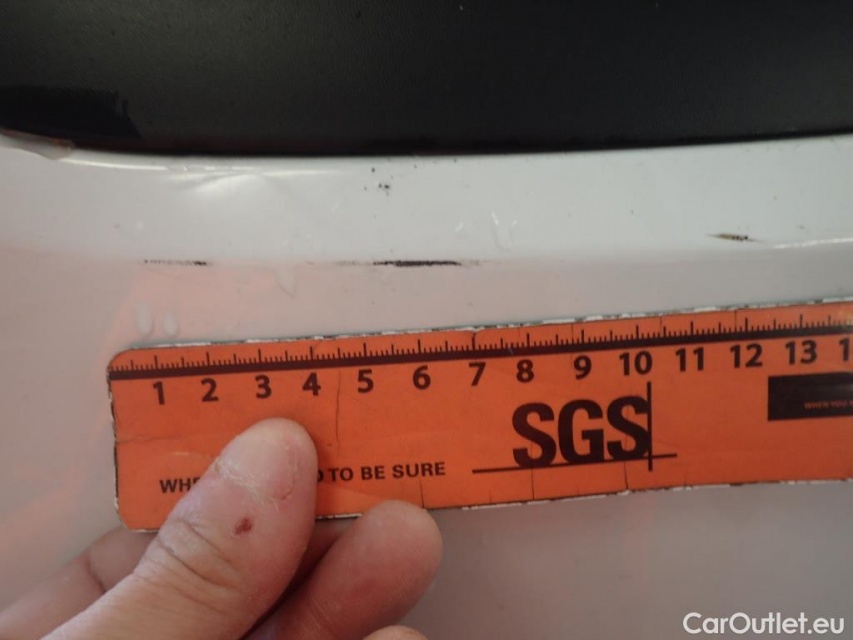 1 2 3 4 5 6 7 8 9 10 11 12 13
SGS
TO BE SURE
CarOutlet.eu